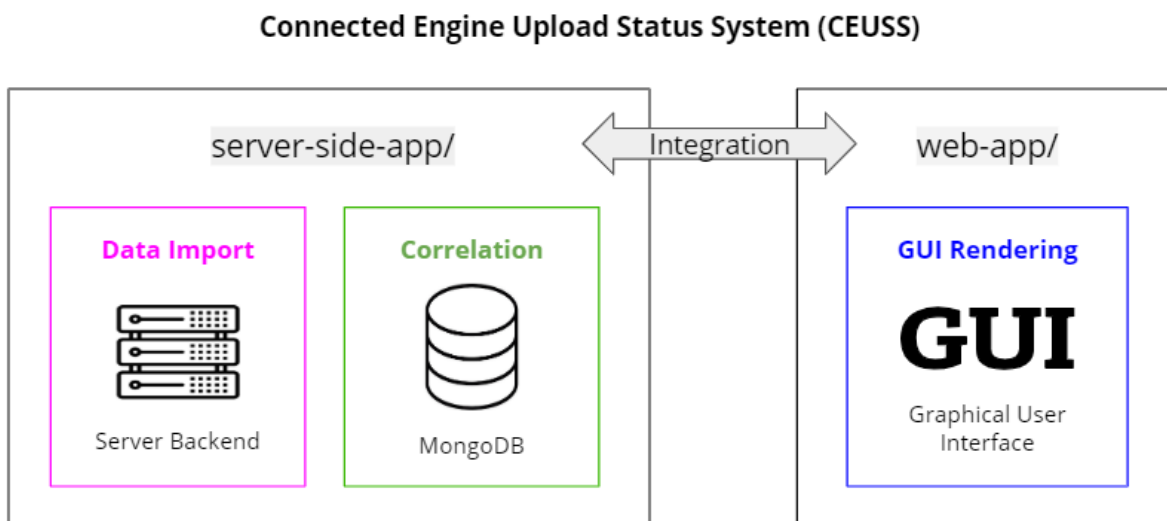 Connected Engine Upload Status System (CEUSS)
server-side-app/
Integration
web-app/
Data Import
Server Backend
Correlation
MongoDB
GUI Rendering
GUI
Graphical User
Interface